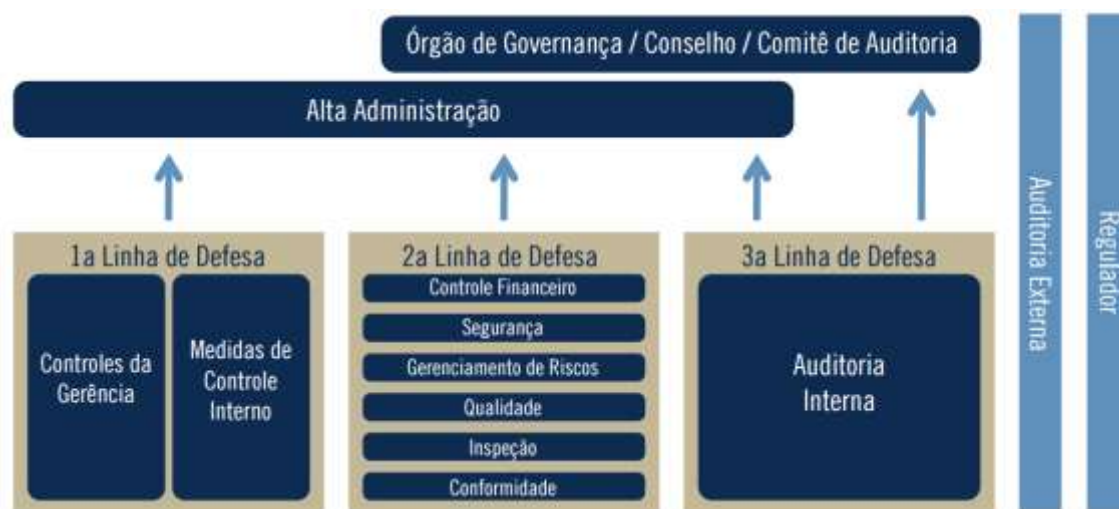 Órgão de Governança / Conselho / Comitê de Auditoria
Alta Administração
1a Linha de Defesa
Controles da
Gerência
Medidas de
Controle
Interno
2a Linha de Defesa
Controle Financeiro
Segurança
Gerenciamento de Riscos
Qualidade
Inspeção
Conformidade
3a Linha de Defesa
Auditoria
Interna
Auditoria Externa
Regulador